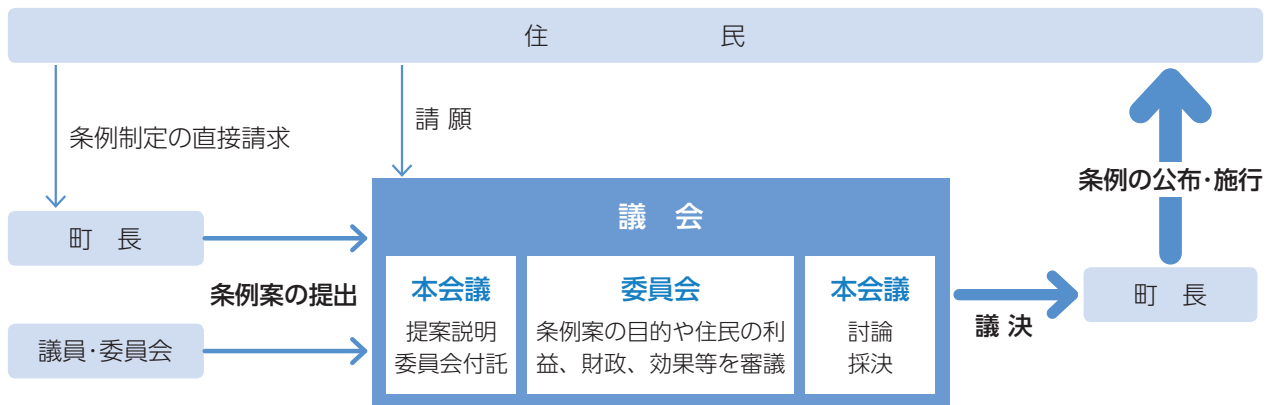 住　民
条例制定の直接請求
請 願
条例の公布・施行
町　長
議員・委員会
条例案の提出
議　会
本会議
提案説明
委員会付託
委員会
条例案の目的や住民の利
益、財政、効果等を審議
本会議
討論
採決
議 決
町　長